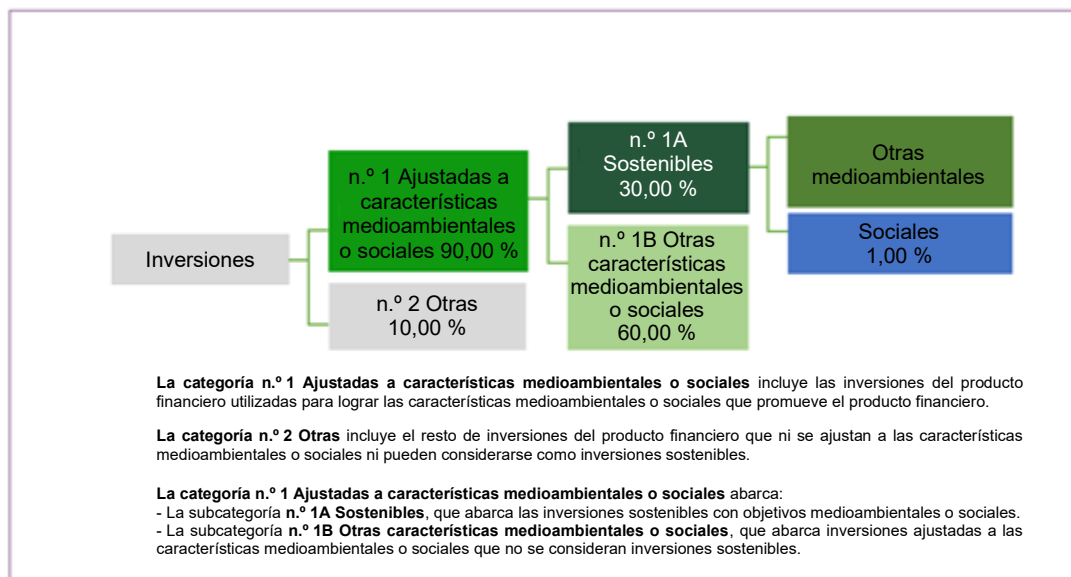 Inversiones
n.º 1 Ajustadas a
características
medioambientales
o sociales 90,00 %
n.º 2 Otras
10,00 %
n.º 1A
Sostenibles
30,00 %
n.º 1B Otras
características
medioambientales
o sociales
60,00 %
Otras
medioambientales
Sociales
1,00 %
La categoría n.º 1 Ajustadas a características medioambientales o sociales incluye las inversiones del producto
financiero utilizadas para lograr las características medioambientales o sociales que promueve el producto financiero.
La categoría n.º 2 Otras incluye el resto de inversiones del producto financiero que ni se ajustan a las características
medioambientales o sociales ni pueden considerarse como inversiones sostenibles.
La categoría n.º 1 Ajustadas a características medioambientales o sociales abarca:
- La subcategoría n.º 1A Sostenibles, que abarca las inversiones sostenibles con objetivos medioambientales o sociales.
- La subcategoría n.º 1B Otras características medioambientales o sociales, que abarca inversiones ajustadas a las
características medioambientales o sociales que no se consideran inversiones sostenibles.